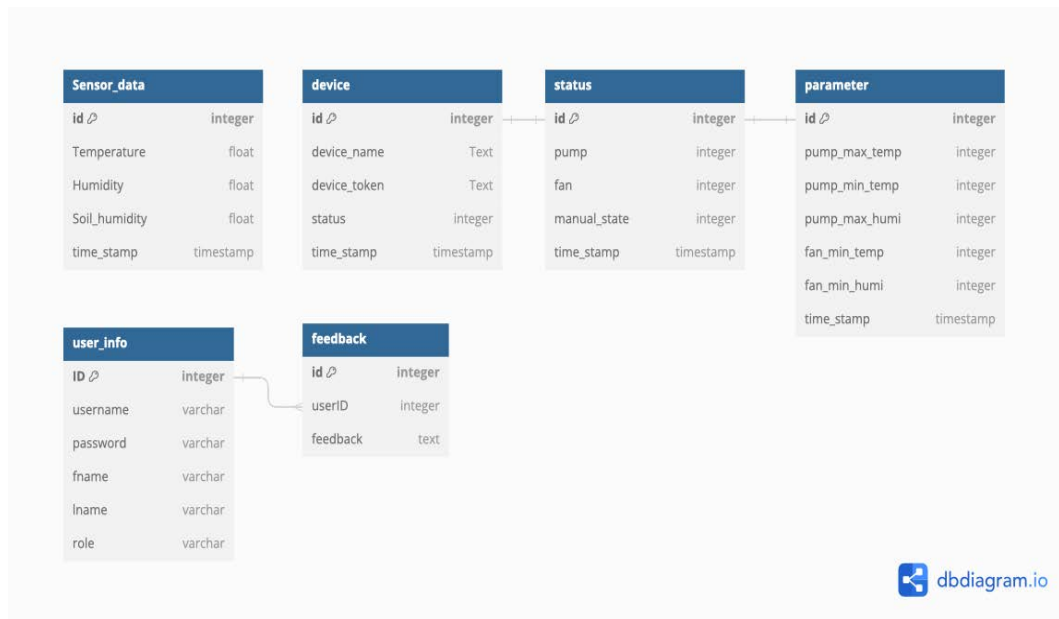 Sensor_data
id integer
Temperature float
Humidity float
Soil_humidity float
time_stamp timestamp
device
id integer
device_name Text
device_token Text
status integer
time_stamp timestamp
status
id integer
pump integer
fan integer
manual_state integer
time_stamp timestamp
parameter
id integer
pump_max_temp integer
pump_min_temp integer
pump_max_humi integer
fan_min_temp integer
fan_min_humi integer
time_stamp timestamp
user_info
ID integer
username varchar
password varchar
fname varchar
lname varchar
role varchar
feedback
id integer
userID integer
feedback text
dbdiagram.io